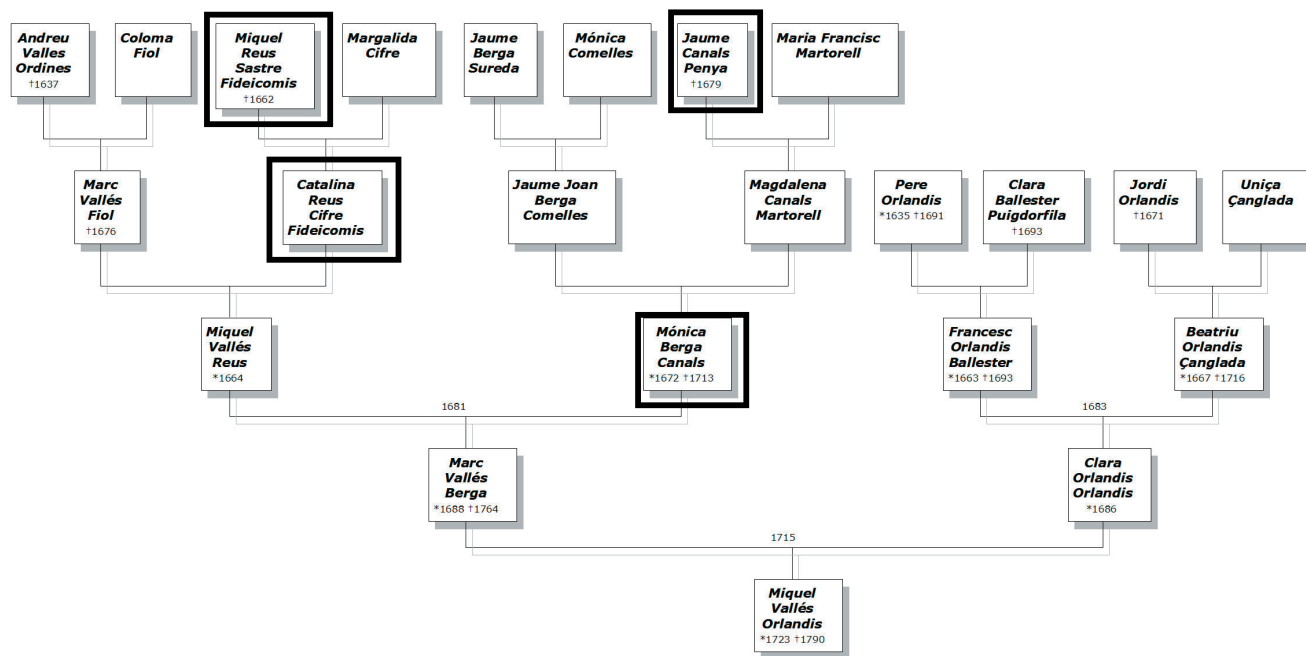 Andreu
Valles
Ordines
†1637
Coloma
Fiol
Miquel
Reus
Sastre
Fideicomis
†1662
Margalida
Cifre
Jaume
Berga
Sureda
Mónica
Comelles
Jaume
Canals
Penya
†1679
Maria Francisc
Martorell
Marc
Vallés
Fiol
†1676
Catalina
Reus
Cifre
Fideicomis
Jaume Joan
Berga
Comelles
Magdalena
Canals
Martorell
Pere
Orlandis
*1635 †1691
Clara
Ballester
Puigdorfila
†1693
Jordi
Orlandis
†1671
Uniça
Çanglada
Miquel
Vallés
Reus
*1664
Mónica
Berga
Canals
*1672 †1713
Francesc
Orlandis
Ballester
*1663 †1693
Beatriu
Orlandis
Çanglada
*1667 †1716
1681
1683
Marc
Vallés
Berga
*1688 †1764
Clara
Orlandis
Orlandis
*1686
1715
Miquel
Vallés
Orlandis
*1723 †1790